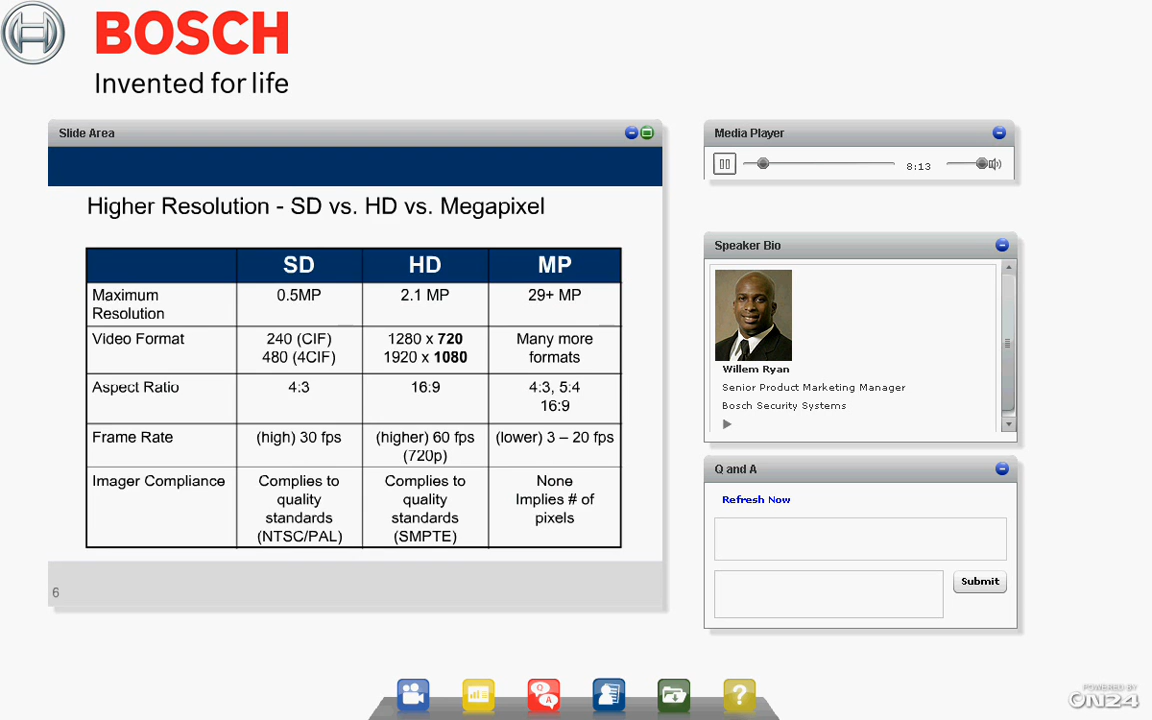 BOSCH
Invented for life
Slide Area
Higher Resolution - SD vs. HD vs. Megapixel
SD HD MP
Maximum Resolution 0.5MP 2.1 MP 29+ MP
Video Format 240 (CIF) 480 (4CIF) 1280 x 720 1920 x 1080 Many more formats
Aspect Ratio 4:3 16:9 4:3, 5:4 16:9
Frame Rate (high) 30 fps (higher) 60 fps (720p) (lower) 3 – 20 fps
Imager Compliance Complies to quality standards (NTSC/PAL) Complies to quality standards (SMPTE) None Implies # of pixels
6
Media Player
8:13
Speaker Bio
Willem Ryan
Senior Product Marketing Manager
Bosch Security Systems
Q and A
Refresh Now
Submit
Q A
?
POWERED BY
ON24